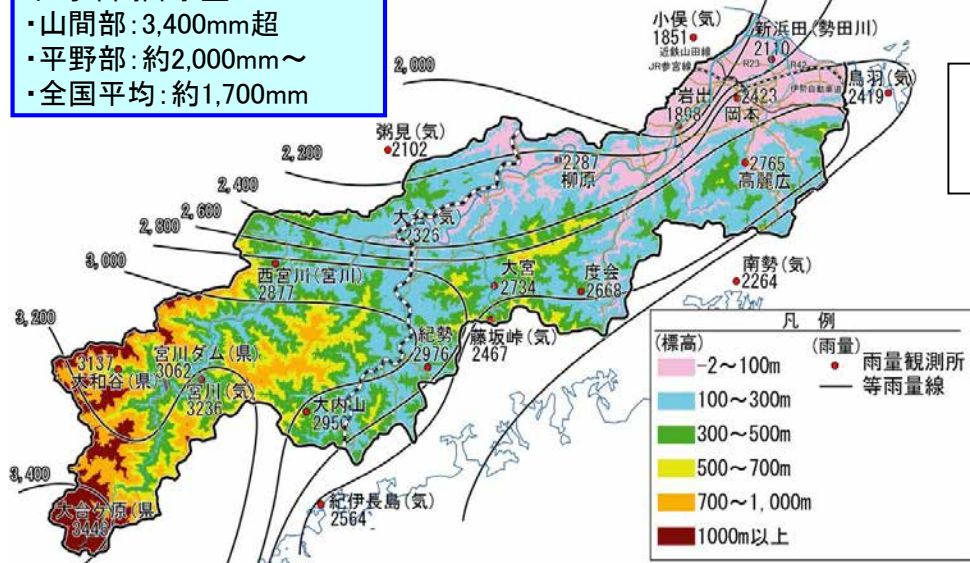 ・山間部：3,400mm超
・平野部：約2,000mm～
・全国平均：約1,700mm
小俣(気)
1851
近鉄山田線
JR参宮線
新浜田(勢田川)
2110
R23
R42
伊勢自動車道
鳥羽(気)
2419
岩出
1898
2423
岡本
2,000
粥見(気)
2102
2287
柳原
2765
高麗広
2,200
2,400
2,600
2,800
3,000
3,200
3,400
大台(気)
2326
西宮川(宮川)
2877
大宮
2734
度会
2668
南勢(気)
2264
紀勢
2976
藤坂峠(気)
2467
3137
大和谷(県)
宮川ダム(県)
3062
宮川(気)
3236
大内山
大台ケ原(県
3448
紀伊長島(気)
2564
凡 例
(標高)
-2～100m
100～300m
300～500m
500～700m
700～1,000m
1000m以上
(雨量)
雨量観測所
等雨量線